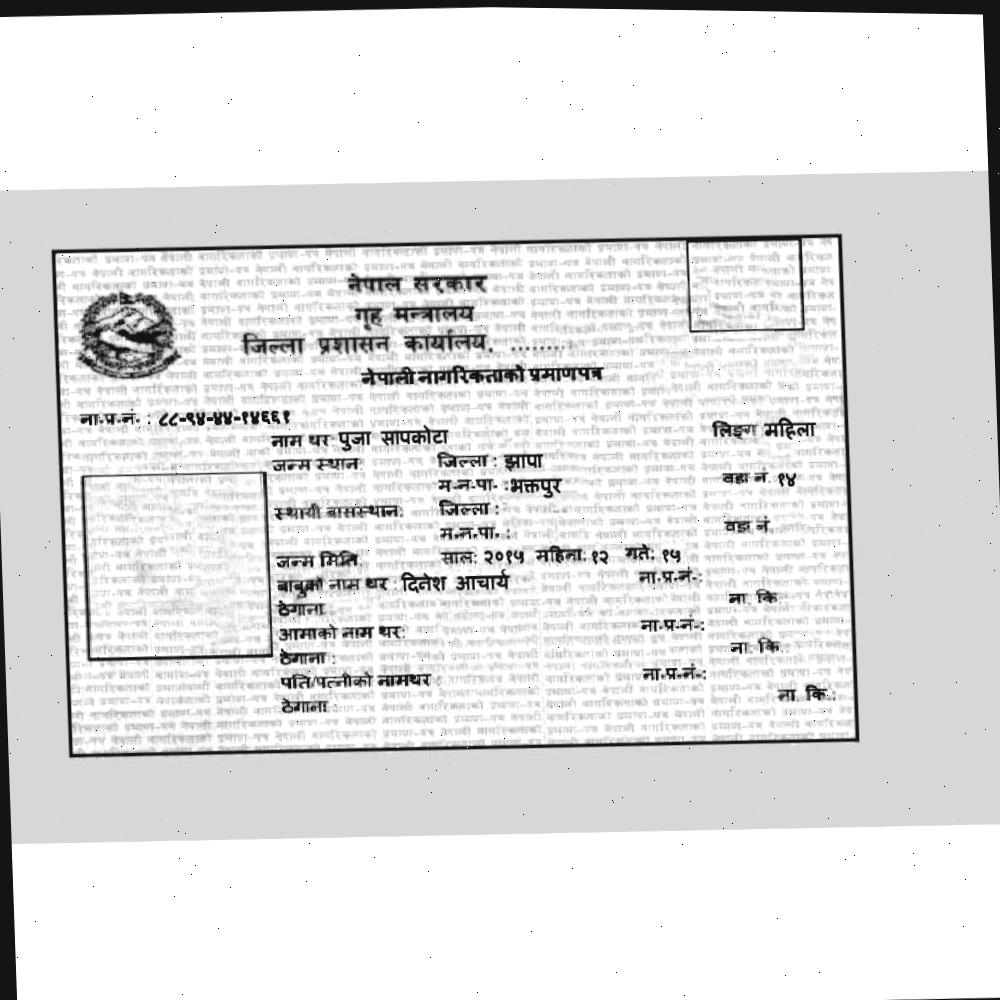 नेपाल सरकार
गृह मन्त्रालय
जिल्ला प्रशासन कार्यालय, .........
नेपाली नागरिकताको प्रमाणपत्र
ना.प्र.नं. : ८८-९४-४४-१४६६१
लिङ्ग महिला
नाम थर पुजा सापकोटा
जन्म स्थान: जिल्ला : झापा
म.न.पा. : भक्तपुर वडा नं. १४
स्थायी बासस्थान: जिल्ला :
म.न.पा. : वडा नं.
जन्म मिति: साल: २०१५ महिना: १२ गते: १५
बाबुको नाम थर : दिनेश आचार्य ना.प्र.नं.:
ठेगाना : ना. कि.:
आमाको नाम थर: ना.प्र.नं.:
ठेगाना : ना. कि.:
पति/पत्नीको नामथर : ना.प्र.नं.:
ठेगाना : ना. कि.: